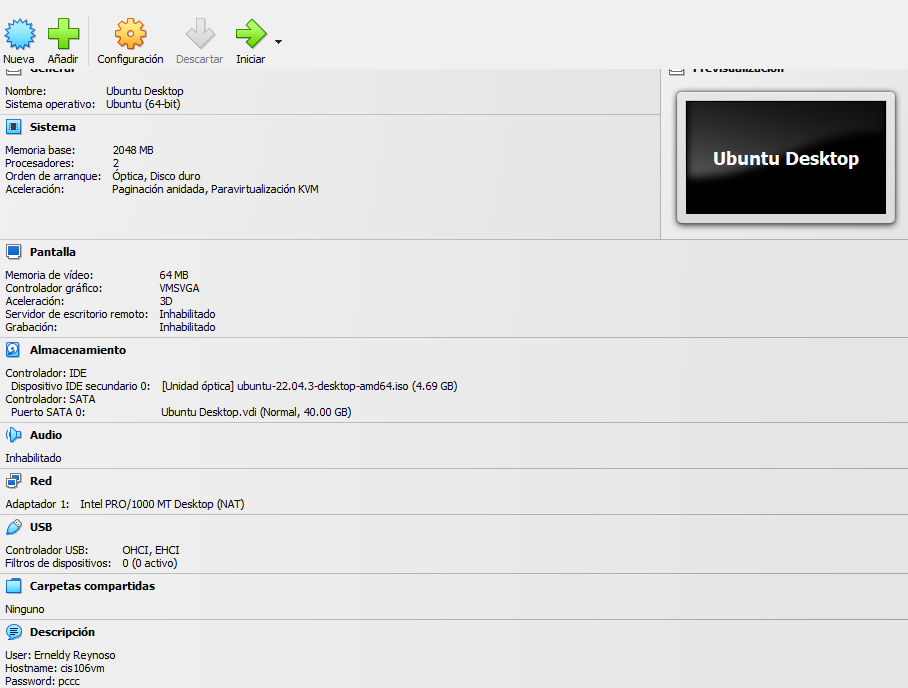 Nueva Añadir Configuración Descartar Iniciar
General
Previsualización
Nombre: Ubuntu Desktop
Sistema operativo: Ubuntu (64-bit)
Ubuntu Desktop
Sistema
Memoria base: 2048 MB
Procesadores: 2
Orden de arranque: Óptica, Disco duro
Aceleración: Paginación anidada, Paravirtualización KVM
Pantalla
Memoria de vídeo: 64 MB
Controlador gráfico: VMSVGA
Aceleración: 3D
Servidor de escritorio remoto: Inhabilitado
Grabación: Inhabilitado
Almacenamiento
Controlador: IDE
Dispositivo IDE secundario 0: [Unidad óptica] ubuntu-22.04.3-desktop-amd64.iso (4.69 GB)
Controlador: SATA
Puerto SATA 0: Ubuntu Desktop.vdi (Normal, 40.00 GB)
Audio
Inhabilitado
Red
Adaptador 1: Intel PRO/1000 MT Desktop (NAT)
USB
Controlador USB: OHCI, EHCI
Filtros de dispositivos: 0 (0 activo)
Carpetas compartidas
Ninguno
Descripción
User: Erneldy Reynoso
Hostname: cis106vm
Password: pccc